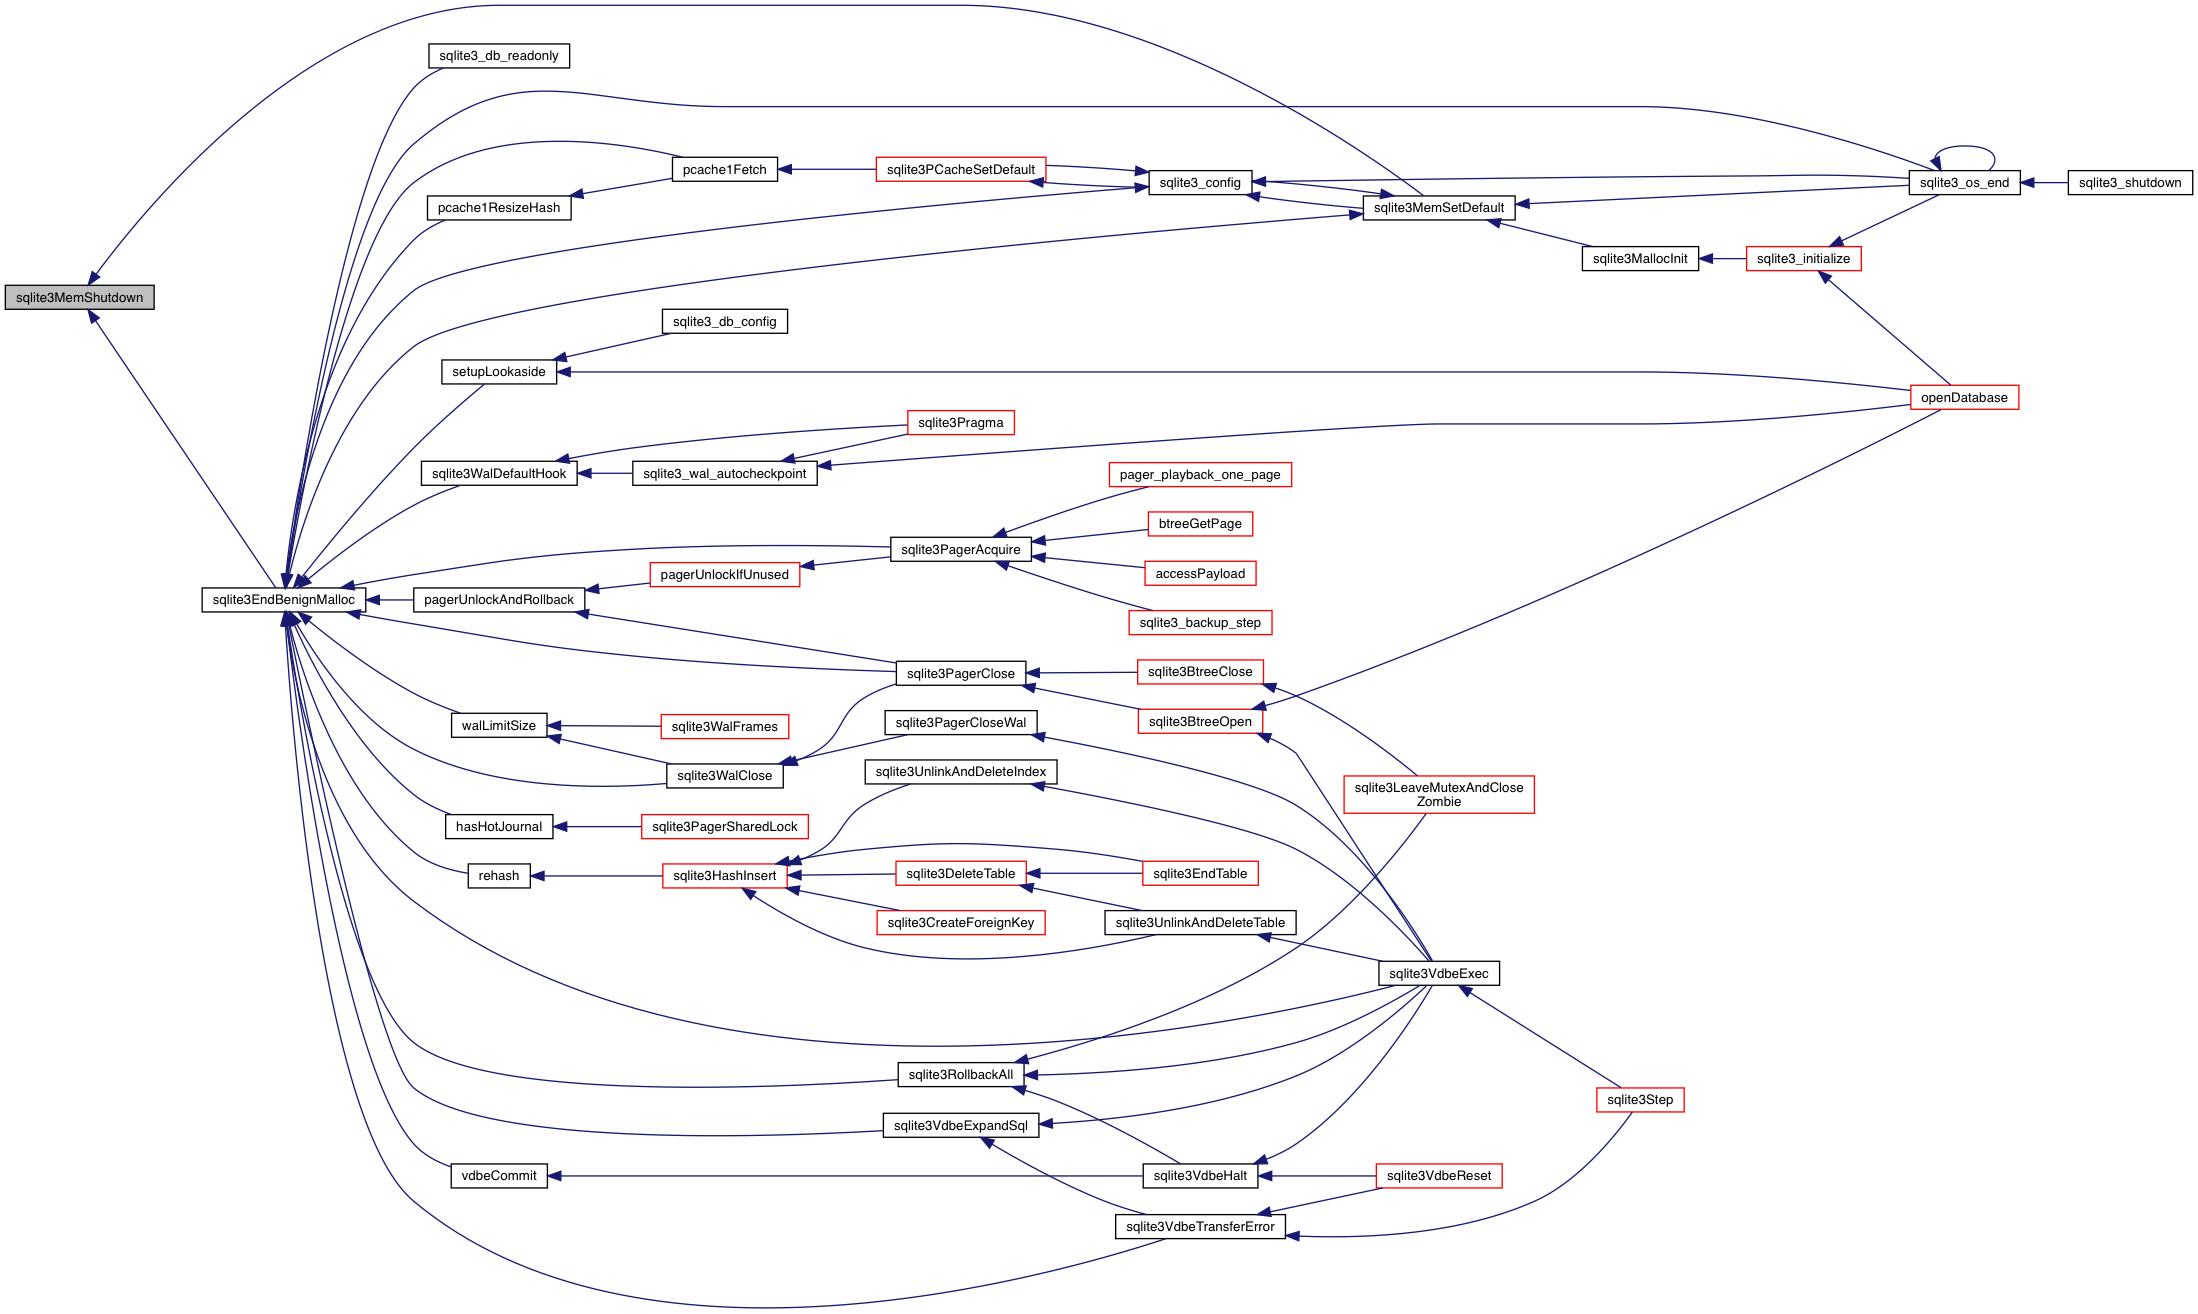 sqlite3_db_readonly
pcache1Fetch
sqlite3PCacheSetDefault
sqlite3_config
sqlite3_os_end
sqlite3_shutdown
pcache1ResizeHash
sqlite3MemSetDefault
sqlite3MallocInit
sqlite3_initialize
sqlite3MemShutdown
sqlite3_db_config
setupLookaside
openDatabase
sqlite3Pragma
sqlite3WalDefaultHook
sqlite3_wal_autocheckpoint
pager_playback_one_page
btreeGetPage
sqlite3PagerAcquire
pagerUnlockIfUnused
accessPayload
sqlite3EndBenignMalloc
pagerUnlockAndRollback
sqlite3_backup_step
sqlite3PagerClose
sqlite3BtreeClose
walLimitSize
sqlite3WalFrames
sqlite3PagerCloseWal
sqlite3BtreeOpen
sqlite3WalClose
sqlite3UnlinkAndDeleteIndex
sqlite3LeaveMutexAndClose
Zombie
hasHotJournal
sqlite3PagerSharedLock
rehash
sqlite3HashInsert
sqlite3DeleteTable
sqlite3EndTable
sqlite3CreateForeignKey
sqlite3UnlinkAndDeleteTable
sqlite3VdbeExec
sqlite3RollbackAll
sqlite3Step
sqlite3VdbeExpandSql
vdbeCommit
sqlite3VdbeHalt
sqlite3VdbeReset
sqlite3VdbeTransferError